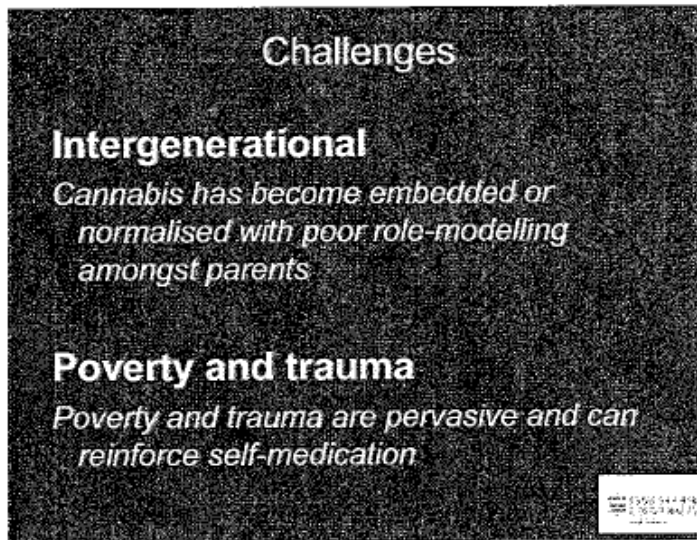 Challenges
Intergenerational
Cannabis has become embedded or
normalised with poor role-modelling
amongst parents
Poverty and trauma
Poverty and trauma are pervasive and can
reinforce self-medication